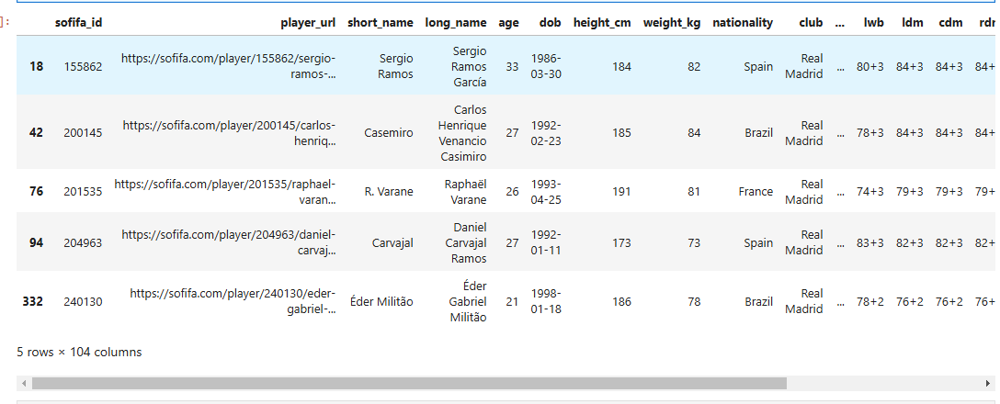 ]:
sofifa_id player_url short_name long_name age dob height_cm weight_kg nationality club ... lwb ldm cdm rdm
18 155862 https://sofifa.com/player/155862/sergio-ramos-... Sergio Ramos Sergio Ramos García 33 1986-03-30 184 82 Spain Real Madrid ... 80+3 84+3 84+3 84+
42 200145 https://sofifa.com/player/200145/carlos-henriq... Casemiro Carlos Henrique Venancio Casimiro 27 1992-02-23 185 84 Brazil Real Madrid ... 78+3 84+3 84+3 84+
76 201535 https://sofifa.com/player/201535/raphael-varan... R. Varane Raphaël Varane 26 1993-04-25 191 81 France Real Madrid ... 74+3 79+3 79+3 79+
94 204963 https://sofifa.com/player/204963/daniel-carvaj... Carvajal Daniel Carvajal Ramos 27 1992-01-11 173 73 Spain Real Madrid ... 83+3 82+3 82+3 82+
332 240130 https://sofifa.com/player/240130/eder-gabriel-... Éder Militão Éder Gabriel Militão 21 1998-01-18 186 78 Brazil Real Madrid ... 78+2 76+2 76+2 76+
5 rows × 104 columns